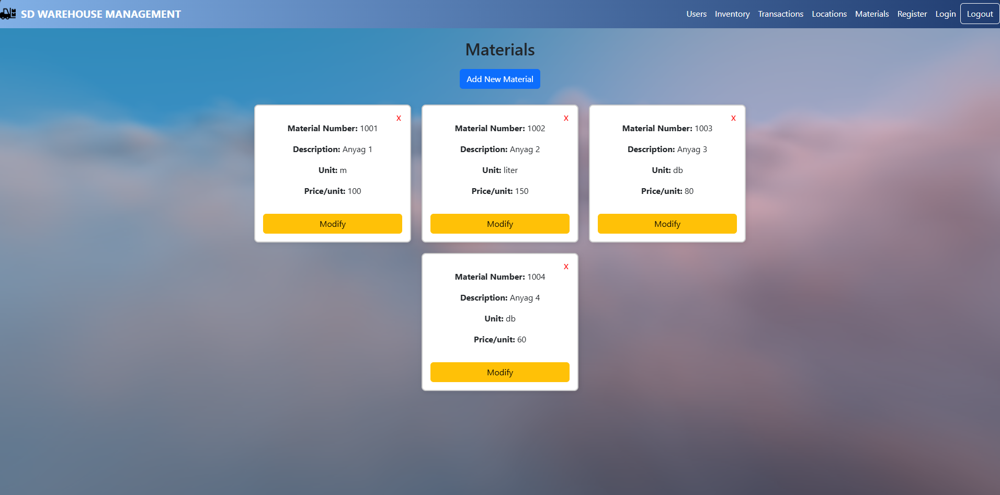 SD WAREHOUSE MANAGEMENT
Users Inventory Transactions Locations Materials Register Login Logout
Materials
Add New Material
X
Material Number: 1001
Description: Anyag 1
Unit: m
Price/unit: 100
Modify
X
Material Number: 1002
Description: Anyag 2
Unit: liter
Price/unit: 150
Modify
X
Material Number: 1003
Description: Anyag 3
Unit: db
Price/unit: 80
Modify
X
Material Number: 1004
Description: Anyag 4
Unit: db
Price/unit: 60
Modify